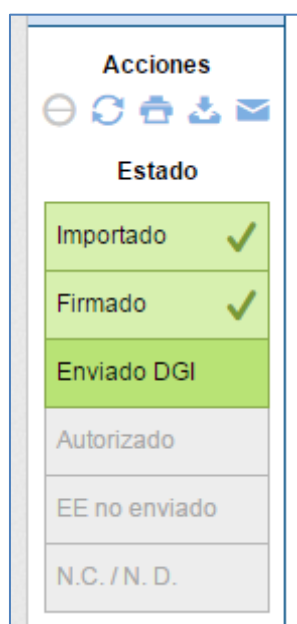 Acciones
Estado
Importado
Firmado
Enviado DGI
Autorizado
EE no enviado
N.C. / N. D.